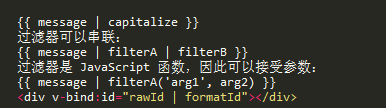 {{ message | capitalize }}
过滤器可以串联:
{{ message | filterA | filterB }}
过滤器是 JavaScript 函数，因此可以接受参数:
{{ message | filterA('arg1', arg2) }}
<div v-bind:id="rawId | formatId"></div>